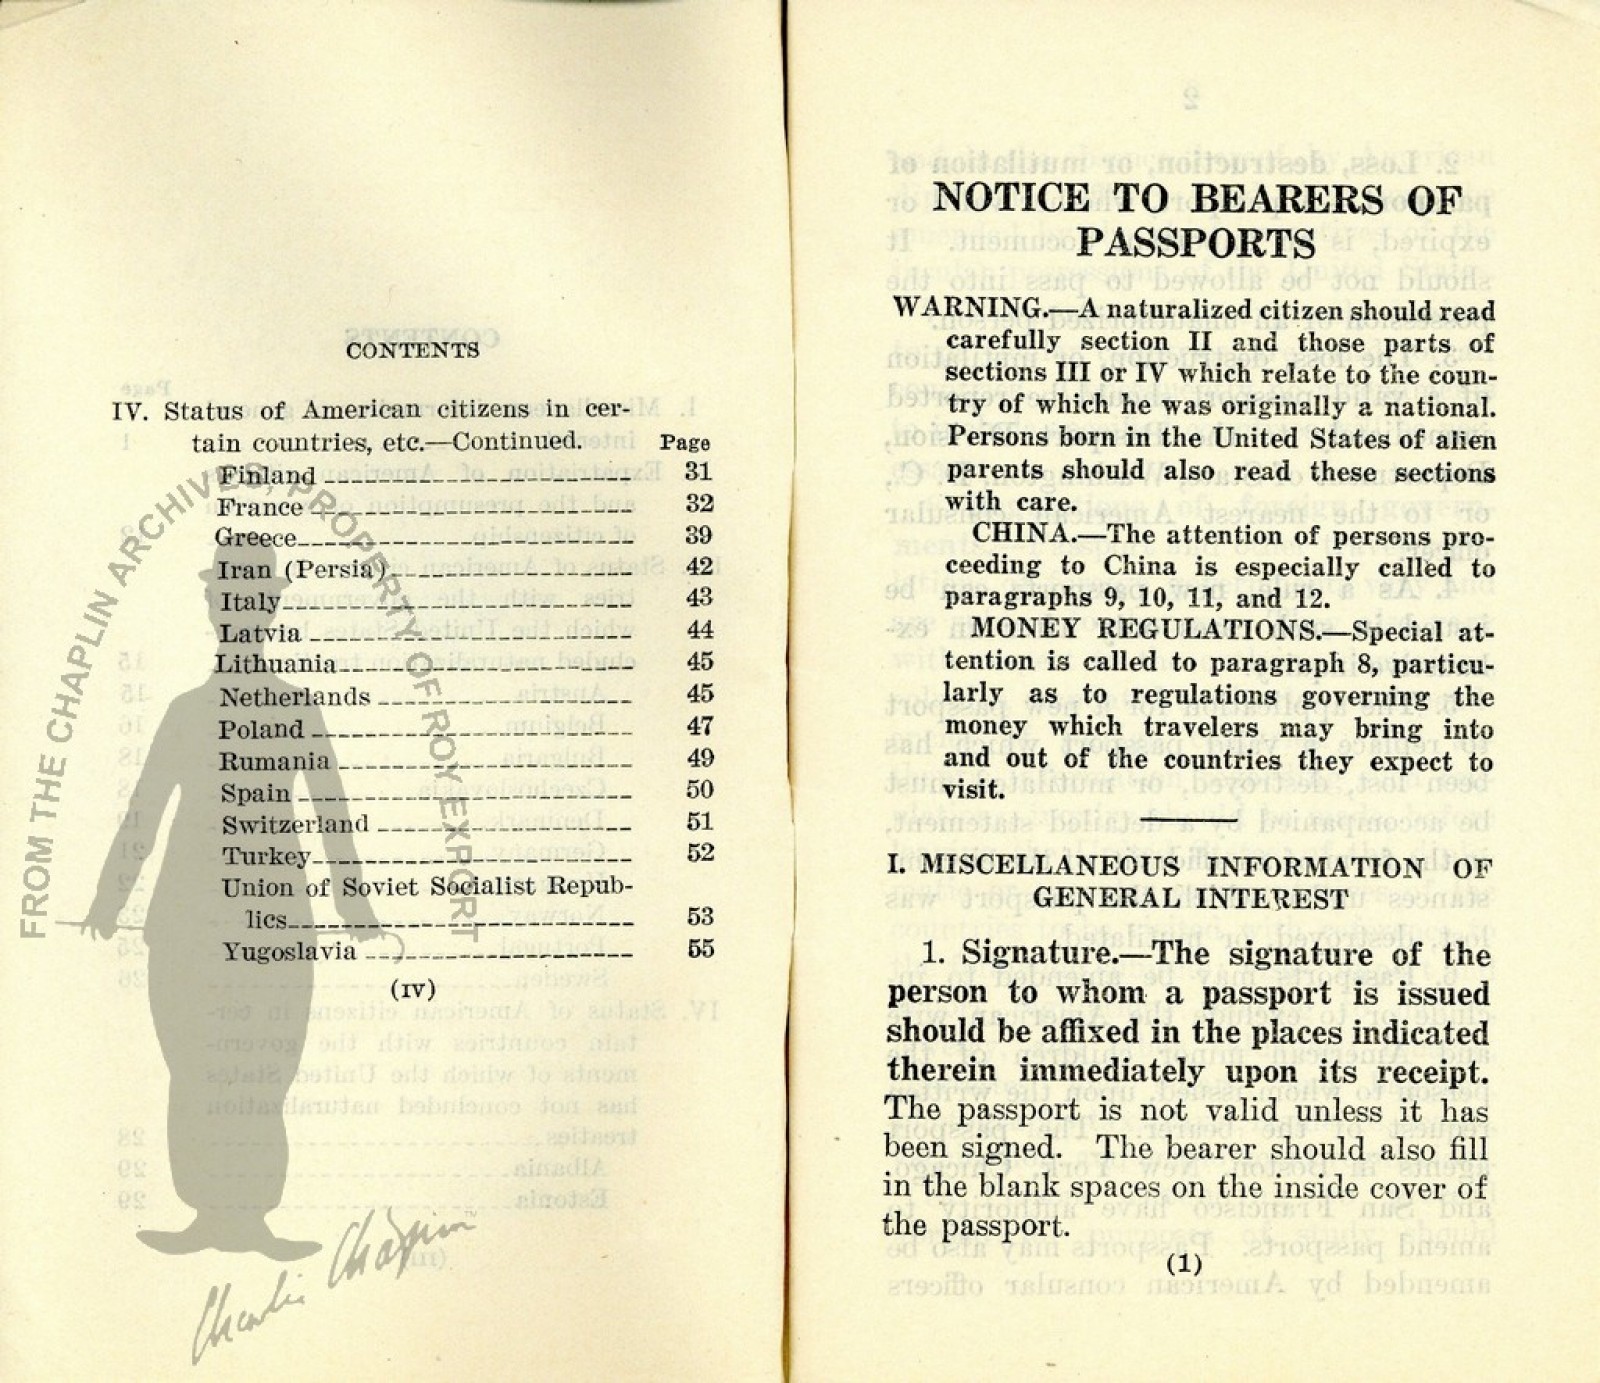 CONTENTS
IV. Status of American citizens in cer-
tain countries, etc.—Continued. Page
Finland 31
France 32
Greece 39
Iran (Persia) 42
Italy 43
Latvia 44
Lithuania 45
Netherlands 45
Poland 47
Rumania 49
Spain 50
Switzerland 51
Turkey 52
Union of Soviet Socialist Repub-
lics 53
Yugoslavia 55
(IV)
FROM THE CHAPLIN ARCHIVES, PROPERTY OF ROY EXPORT
Charlie Chaplin™
NOTICE TO BEARERS OF
PASSPORTS
WARNING.—A naturalized citizen should read
carefully section II and those parts of
sections III or IV which relate to the coun-
try of which he was originally a national.
Persons born in the United States of alien
parents should also read these sections
with care.
CHINA.—The attention of persons pro-
ceeding to China is especially called to
paragraphs 9, 10, 11, and 12.
MONEY REGULATIONS.—Special at-
tention is called to paragraph 8, particu-
larly as to regulations governing the
money which travelers may bring into
and out of the countries they expect to
visit.
I. MISCELLANEOUS INFORMATION OF
GENERAL INTEREST
1. Signature.—The signature of the
person to whom a passport is issued
should be affixed in the places indicated
therein immediately upon its receipt.
The passport is not valid unless it has
been signed. The bearer should also fill
in the blank spaces on the inside cover of
the passport.
(1)